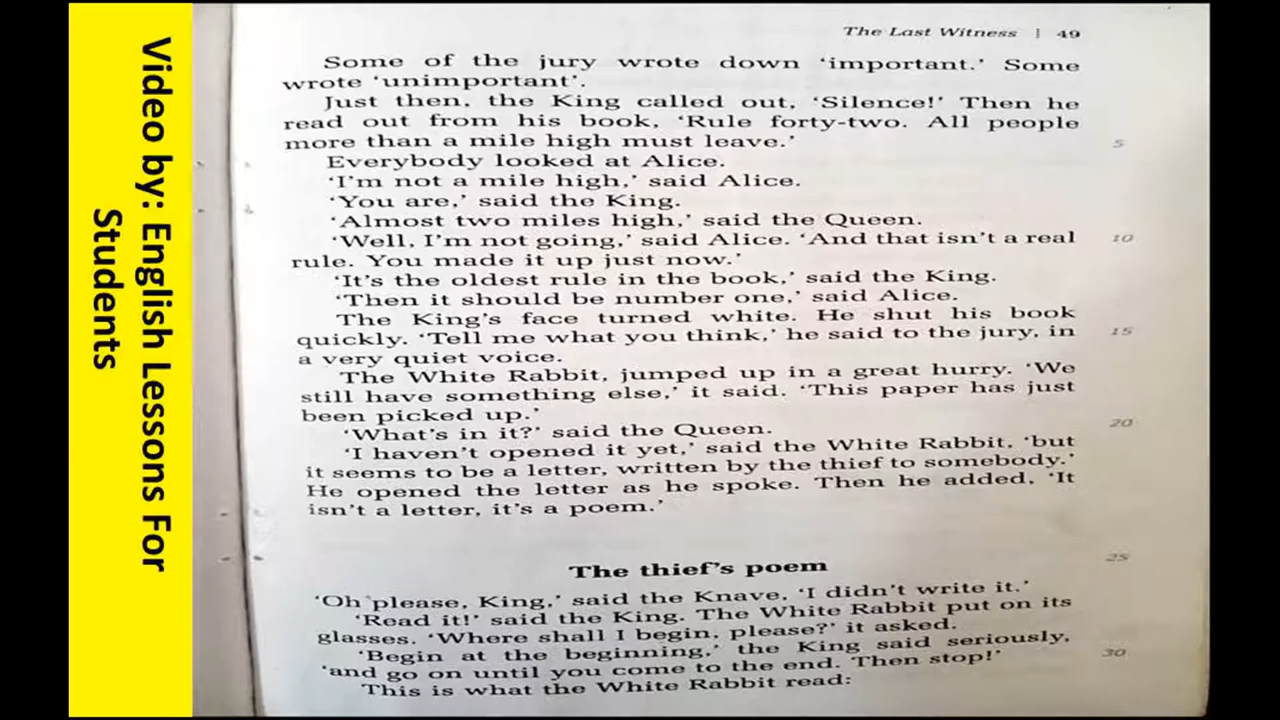 Video by: English Lessons For
Students
The Last Witness | 49
Some of the jury wrote down ‘important.’ Some
wrote ‘unimportant’.
Just then, the King called out, ‘Silence!’ Then he
read out from his book, ‘Rule forty-two. All people
more than a mile high must leave.’
5
Everybody looked at Alice.
‘I’m not a mile high,’ said Alice.
‘You are,’ said the King.
‘Almost two miles high,’ said the Queen.
‘Well, I’m not going,’ said Alice. ‘And that isn’t a real
10
rule. You made it up just now.’
‘It’s the oldest rule in the book,’ said the King.
‘Then it should be number one,’ said Alice.
The King’s face turned white. He shut his book
quickly. ‘Tell me what you think,’ he said to the jury, in
15
a very quiet voice.
The White Rabbit, jumped up in a great hurry. ‘We
still have something else,’ it said. ‘This paper has just
been picked up.’
‘What’s in it?’ said the Queen.
20
‘I haven’t opened it yet,’ said the White Rabbit, ‘but
it seems to be a letter, written by the thief to somebody.’
He opened the letter as he spoke. Then he added, ‘It
isn’t a letter, it’s a poem.’
The thief’s poem
25
‘Oh please, King,’ said the Knave, ‘I didn’t write it.’
‘Read it!’ said the King. The White Rabbit put on its
glasses. ‘Where shall I begin, please?’ it asked.
‘Begin at the beginning,’ the King said seriously,
30
‘and go on until you come to the end. Then stop!’
This is what the White Rabbit read: